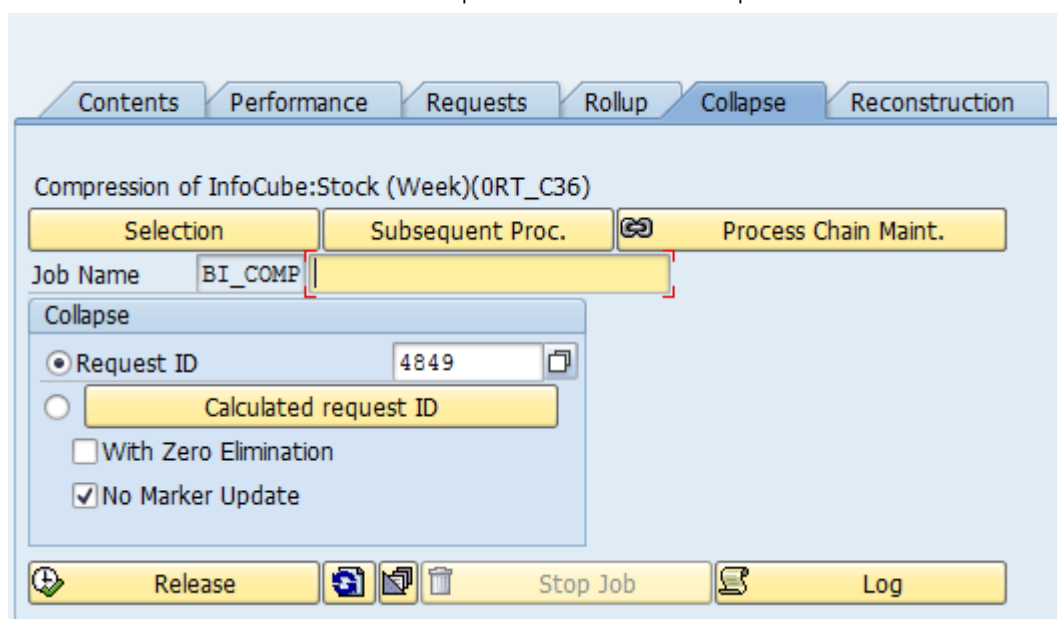 Contents Performance Requests Rollup Collapse Reconstruction
Compression of InfoCube:Stock (Week)(0RT_C36)
Selection Subsequent Proc. Process Chain Maint.
Job Name BI_COMP
Collapse
Request ID 4849
Calculated request ID
With Zero Elimination
No Marker Update
Release Stop Job Log